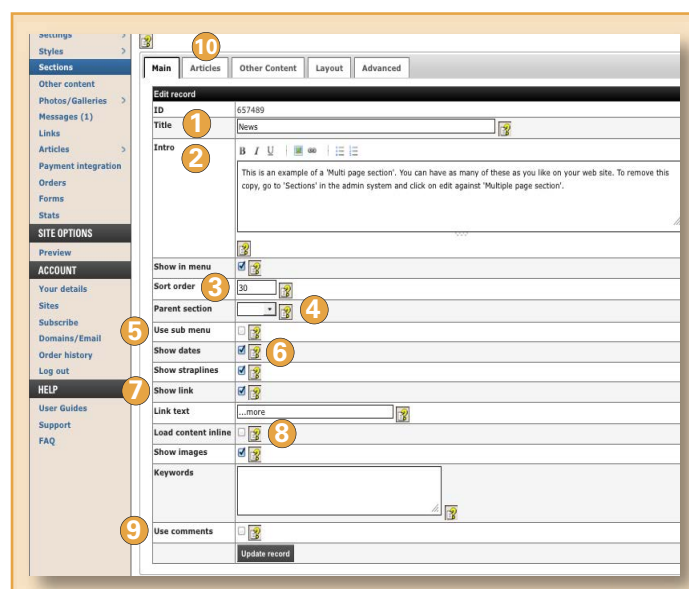 Settings >
Styles >
Sections
Other content
Photos/Galleries >
Messages (1)
Links
Articles >
Payment integration
Orders
Forms
Stats
SITE OPTIONS
Preview
ACCOUNT
Your details
Sites
Subscribe
Domains/Email
Order history
Log out
HELP
User Guides
Support
FAQ
10
Main Articles Other Content Layout Advanced
Edit record
ID 657489
Title 1 News
Intro 2 B I U
This is an example of a 'Multi page section'. You can have as many of these as you like on your web site. To remove this
copy, go to 'Sections' in the admin system and click on edit against 'Multiple page section'.
Show in menu
Sort order 3 30
Parent section 4
5 Use sub menu
Show dates 6
Show straplines
7 Show link
Link text ...more
Load content inline 8
Show images
Keywords
9 Use comments
Update record